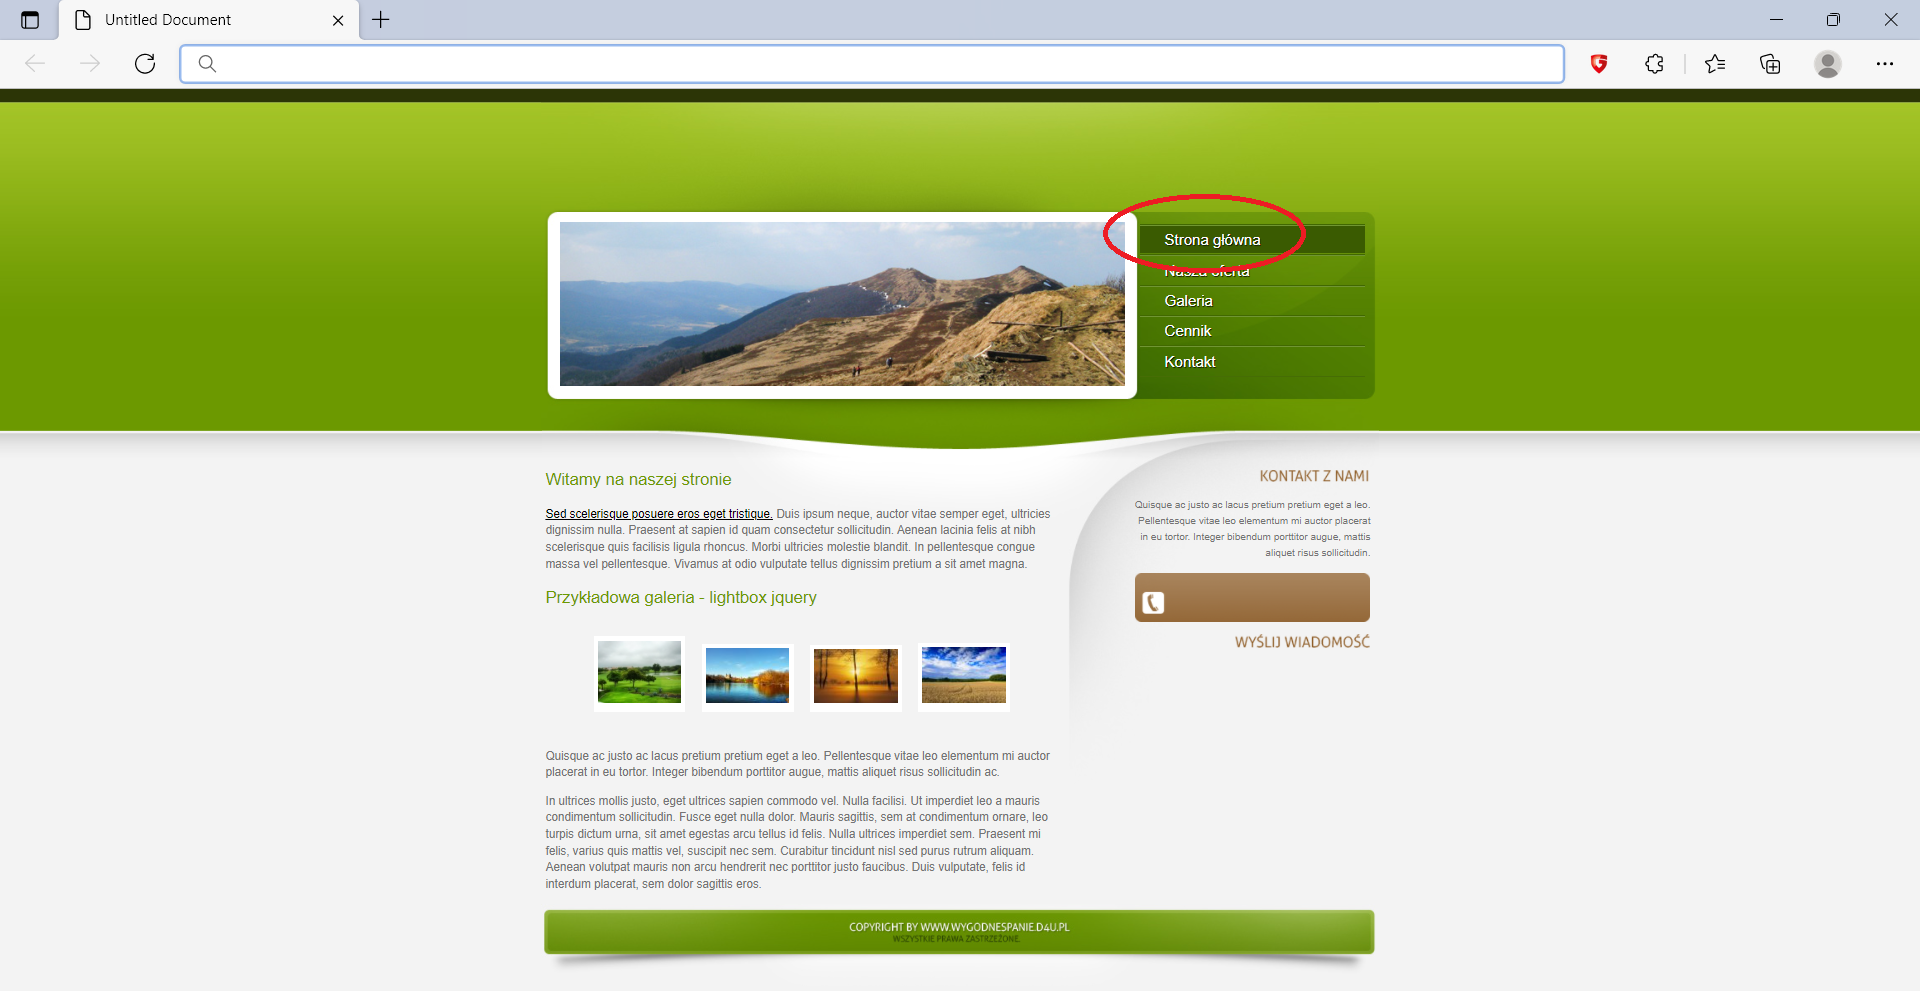 Untitled Document
Strona główna
Nasza oferta
Galeria
Cennik
Kontakt
Witamy na naszej stronie
Sed scelerisque posuere eros eget tristique. Duis ipsum neque, auctor vitae semper eget, ultricies
dignissim nulla. Praesent at sapien id quam consectetur sollicitudin. Aenean lacinia felis at nibh
scelerisque quis facilisis ligula rhoncus. Morbi ultricies molestie blandit. In pellentesque congue
massa vel pellentesque. Vivamus at odio vulputate tellus dignissim pretium a sit amet magna.
Przykładowa galeria - lightbox jquery
Quisque ac justo ac lacus pretium pretium eget a leo. Pellentesque vitae leo elementum mi auctor
placerat in eu tortor. Integer bibendum porttitor augue, mattis aliquet risus sollicitudin ac.
In ultrices mollis justo, eget ultrices sapien commodo vel. Nulla facilisi. Ut imperdiet leo a mauris
condimentum sollicitudin. Fusce eget nulla dolor. Mauris sagittis, sem at condimentum ornare, leo
turpis dictum urna, sit amet egestas arcu tellus id felis. Nulla ultrices imperdiet sem. Praesent mi
felis, varius quis mattis vel, suscipit nec sem. Curabitur tincidunt nisl sed purus rutrum aliquam.
Aenean volutpat mauris non arcu hendrerit nec porttitor justo faucibus. Duis vulputate, felis id
interdum placerat, sem dolor sagittis eros.
KONTAKT Z NAMI
Quisque ac justo ac lacus pretium pretium eget a leo.
Pellentesque vitae leo elementum mi auctor placerat
in eu tortor. Integer bibendum porttitor augue, mattis
aliquet risus sollicitudin.
WYŚLIJ WIADOMOŚĆ
COPYRIGHT BY WWW.WYGODNESPANIE.D4U.PL
WSZYSTKIE PRAWA ZASTRZEŻONE.